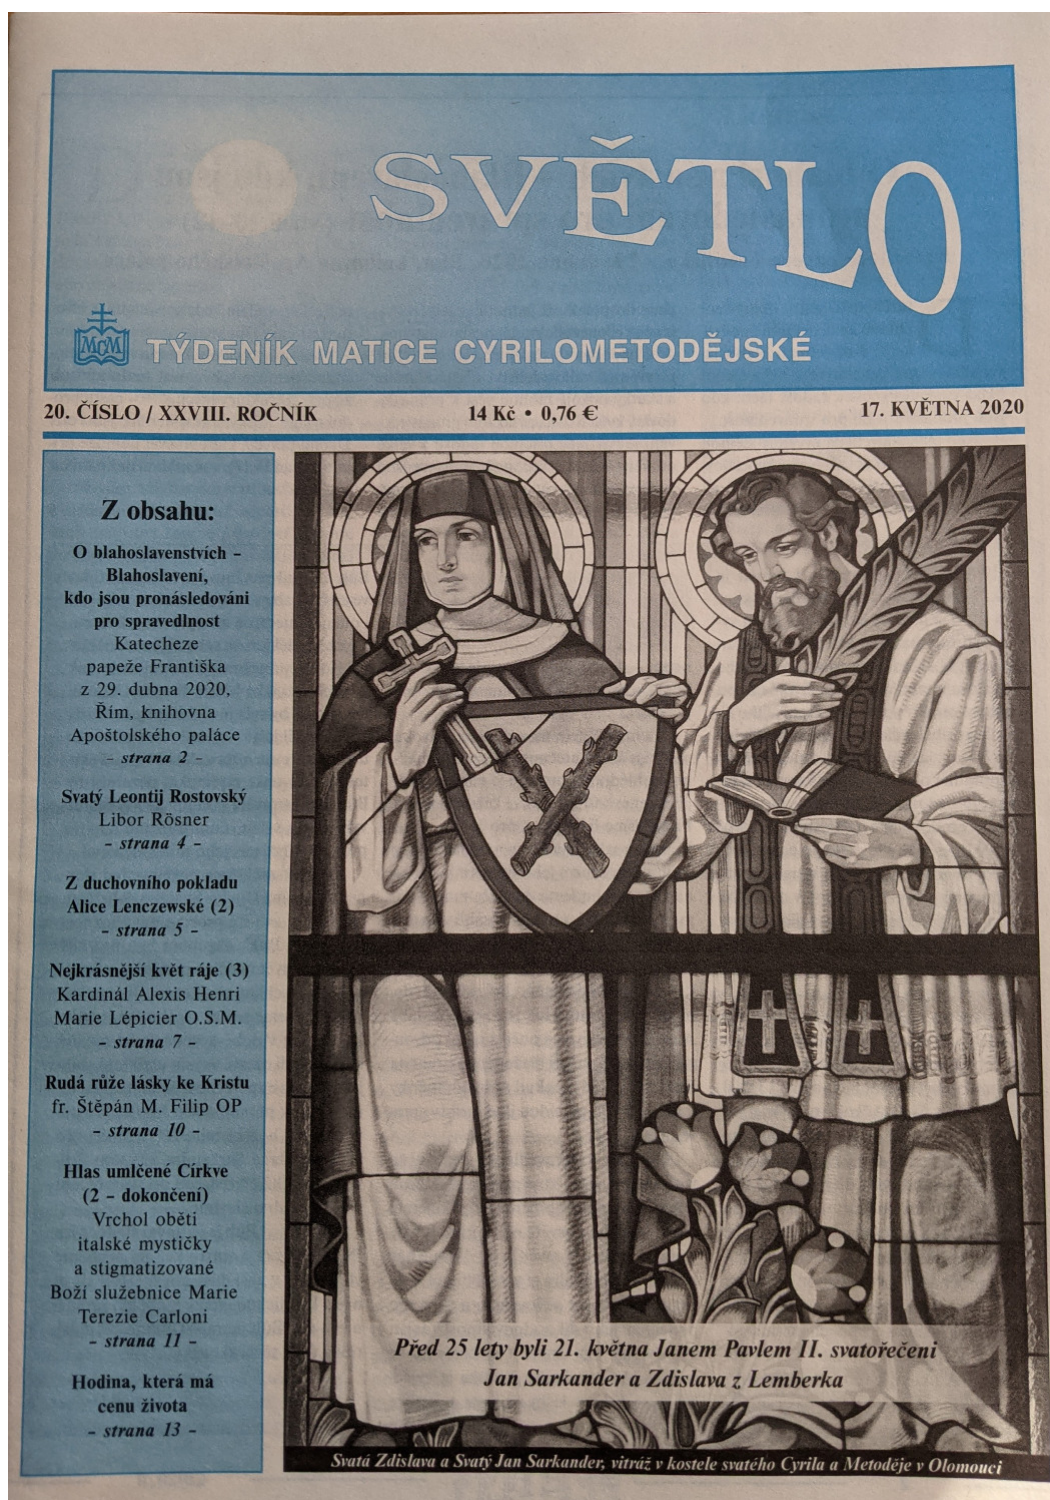 SVĚTLO
MCM
TÝDENÍK MATICE CYRILOMETODĚJSKÉ
20. ČÍSLO / XXVIII. ROČNÍK
14 Kč • 0,76 €
17. KVĚTNA 2020
Z obsahu:
O blahoslavenstvích –
Blahoslavení,
kdo jsou pronásledováni
pro spravedlnost
Katecheze
papeže Františka
z 29. dubna 2020,
Řím, knihovna
Apoštolského paláce
– strana 2 –
Svatý Leontij Rostovský
Libor Rösner
– strana 4 –
Z duchovního pokladu
Alice Lenczewské (2)
– strana 5 –
Nejkrásnější květ ráje (3)
Kardinál Alexis Henri
Marie Lépicier O.S.M.
– strana 7 –
Rudá růže lásky ke Kristu
fr. Štěpán M. Filip OP
– strana 10 –
Hlas umlčené Církve
(2 – dokončení)
Vrchol oběti
italské mystičky
a stigmatizované
Boží služebnice Marie
Terezie Carloni
– strana 11 –
Hodina, která má
cenu života
– strana 13 –
Před 25 lety byli 21. května Janem Pavlem II. svatořečeni
Jan Sarkander a Zdislava z Lemberka
Svatá Zdislava a Svatý Jan Sarkander, vitráž v kostele svatého Cyrila a Metoděje v Olomouci